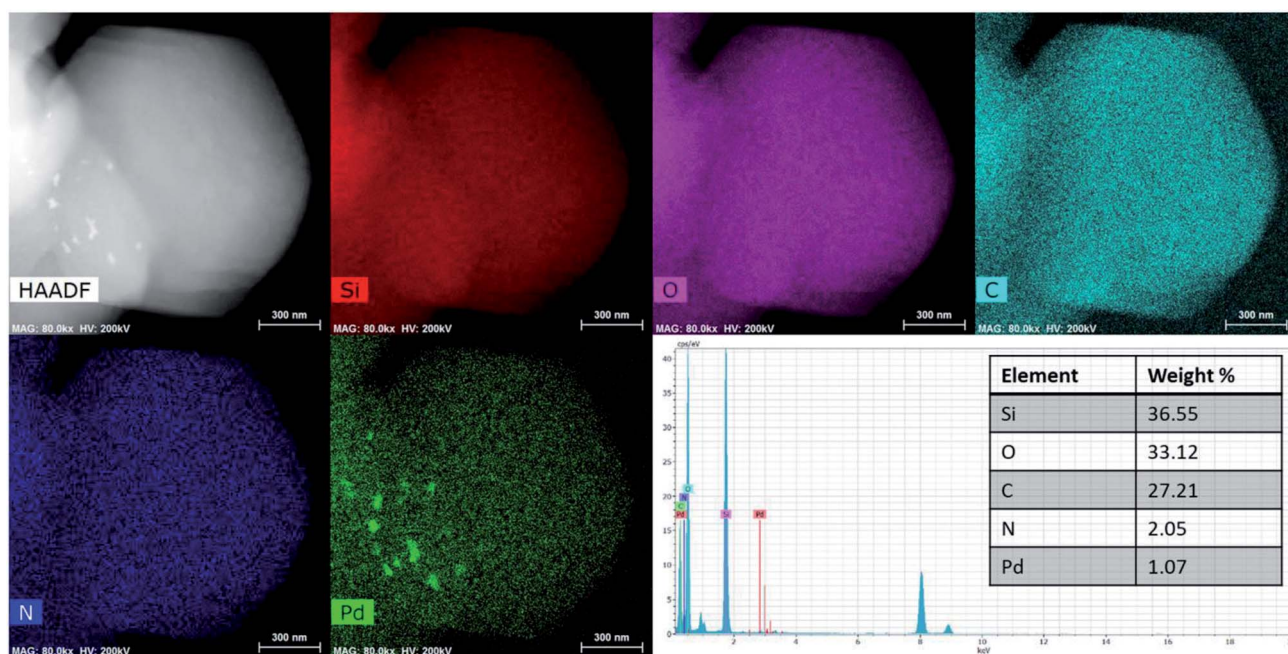 HAADF
MAG: 80.0kx HV: 200kV
300 nm
Si
MAG: 80.0kx HV: 200kV
300 nm
O
MAG: 80.0kx HV: 200kV
300 nm
C
MAG: 80.0kx HV: 200kV
300 nm
N
MAG: 80.0kx HV: 200kV
300 nm
Pd
MAG: 80.0kx HV: 200kV
300 nm
cps/eV
40
35
30
25
20
15
10
5
0
O
N
C
Pd
Si
Pd
2
4
6
8
10
12
14
16
18
keV
Element Weight %
Si 36.55
O 33.12
C 27.21
N 2.05
Pd 1.07